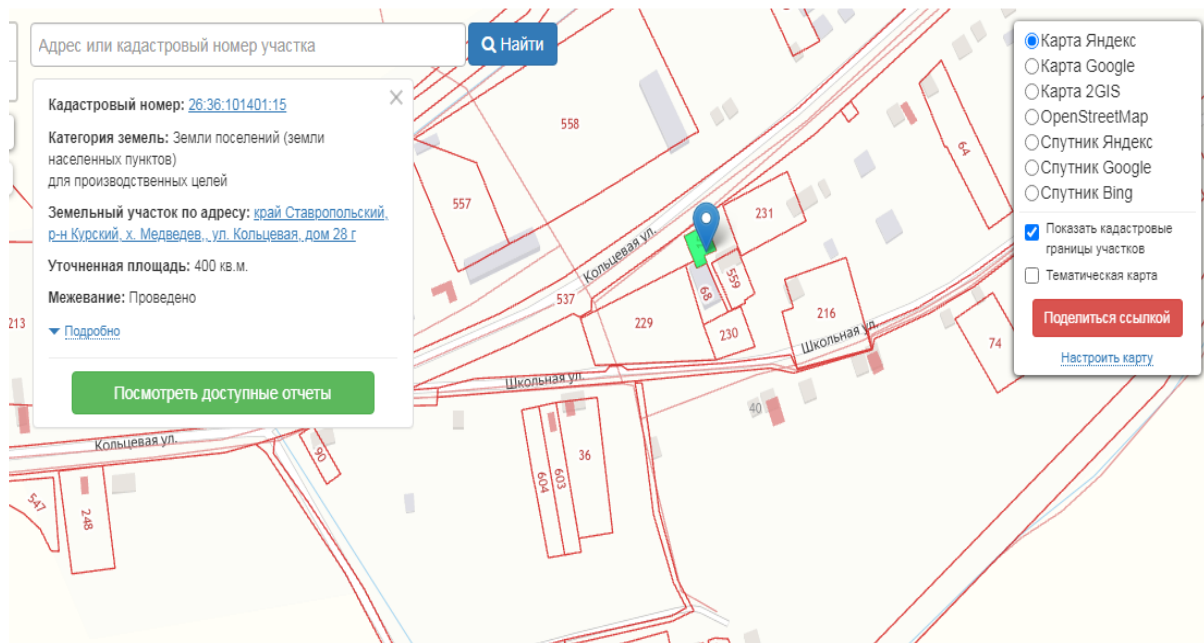 Адрес или кадастровый номер участка
Найти
Кадастровый номер: 26:36:101401:15
Категория земель: Земли поселений (земли
населенных пунктов)
для производственных целей
Земельный участок по адресу: край Ставропольский,
р-н Курский, х. Медведев,, ул. Кольцевая, дом 28 г
Уточненная площадь: 400 кв.м.
Межевание: Проведено
Подробно
Посмотреть доступные отчеты
Карта Яндекс
Карта Google
Карта 2GIS
OpenStreetMap
Спутник Яндекс
Спутник Google
Спутник Bing
Показать кадастровые
границы участков
Тематическая карта
Поделиться ссылкой
Настроить карту
558
64
557
231
Кольцевая ул.
559
68
537
213
229
216
230
Школьная ул.
74
Школьная ул.
40
Кольцевая ул.
90
36
603
604
547
248